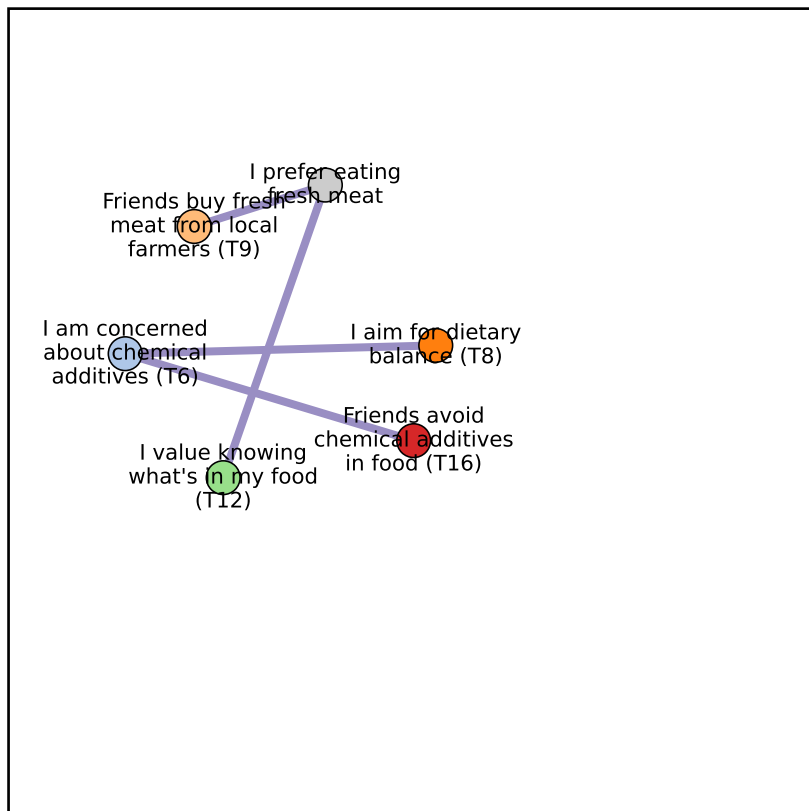 I prefer eating
fresh meat
Friends buy fresh
meat from local
farmers (T9)
I am concerned
about chemical
additives (T6)
I aim for dietary
balance (T8)
Friends avoid
chemical additives
in food (T16)
I value knowing
what's in my food
(T12)